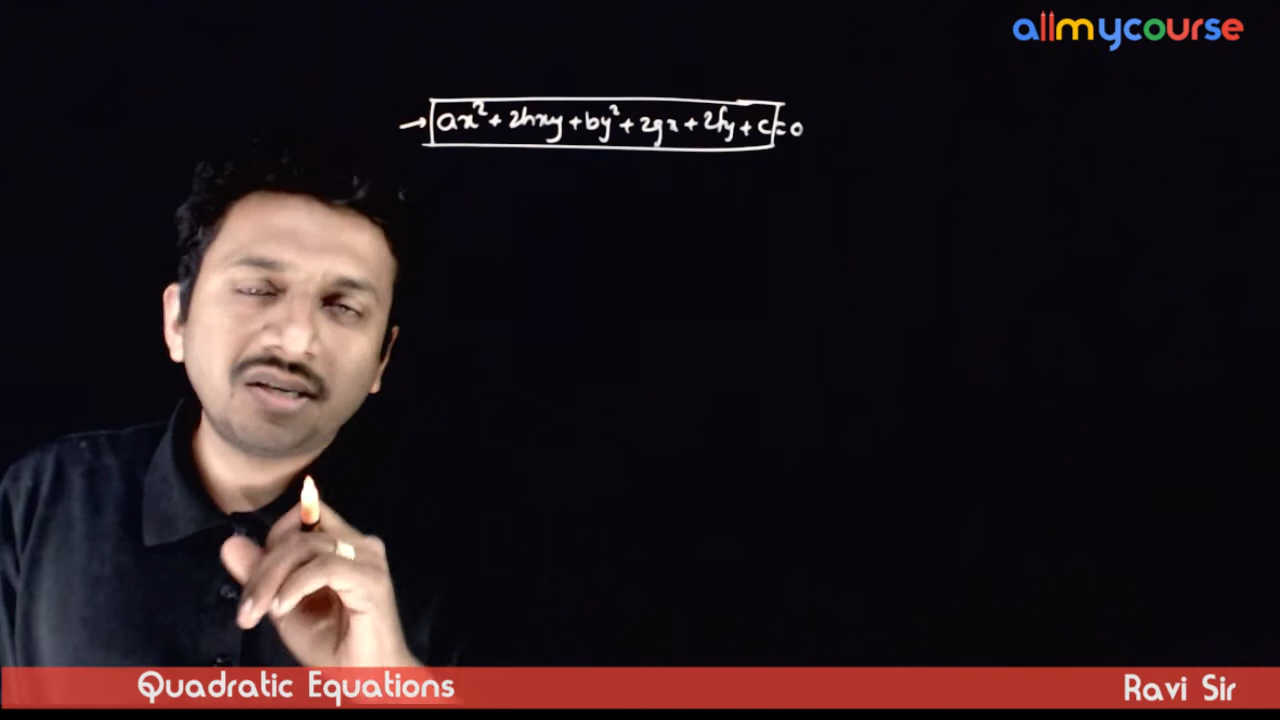 allmycourse
→ ax² + 2hxy + by² + 2gx + 2fy + c = 0
Quadratic Equations
Ravi Sir